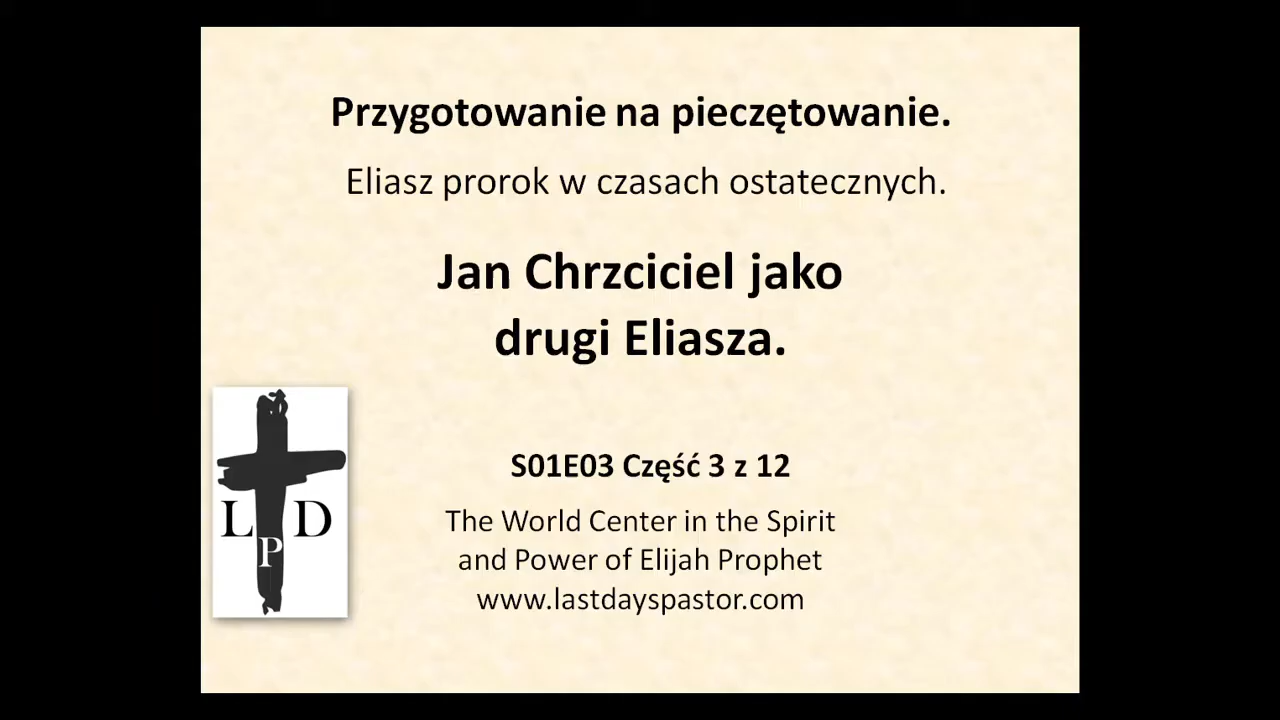 Przygotowanie na pieczętowanie.
Eliasz prorok w czasach ostatecznych.
Jan Chrzciciel jako
drugi Eliasza.
L D
P
S01E03 Część 3 z 12
The World Center in the Spirit
and Power of Elijah Prophet
www.lastdayspastor.com